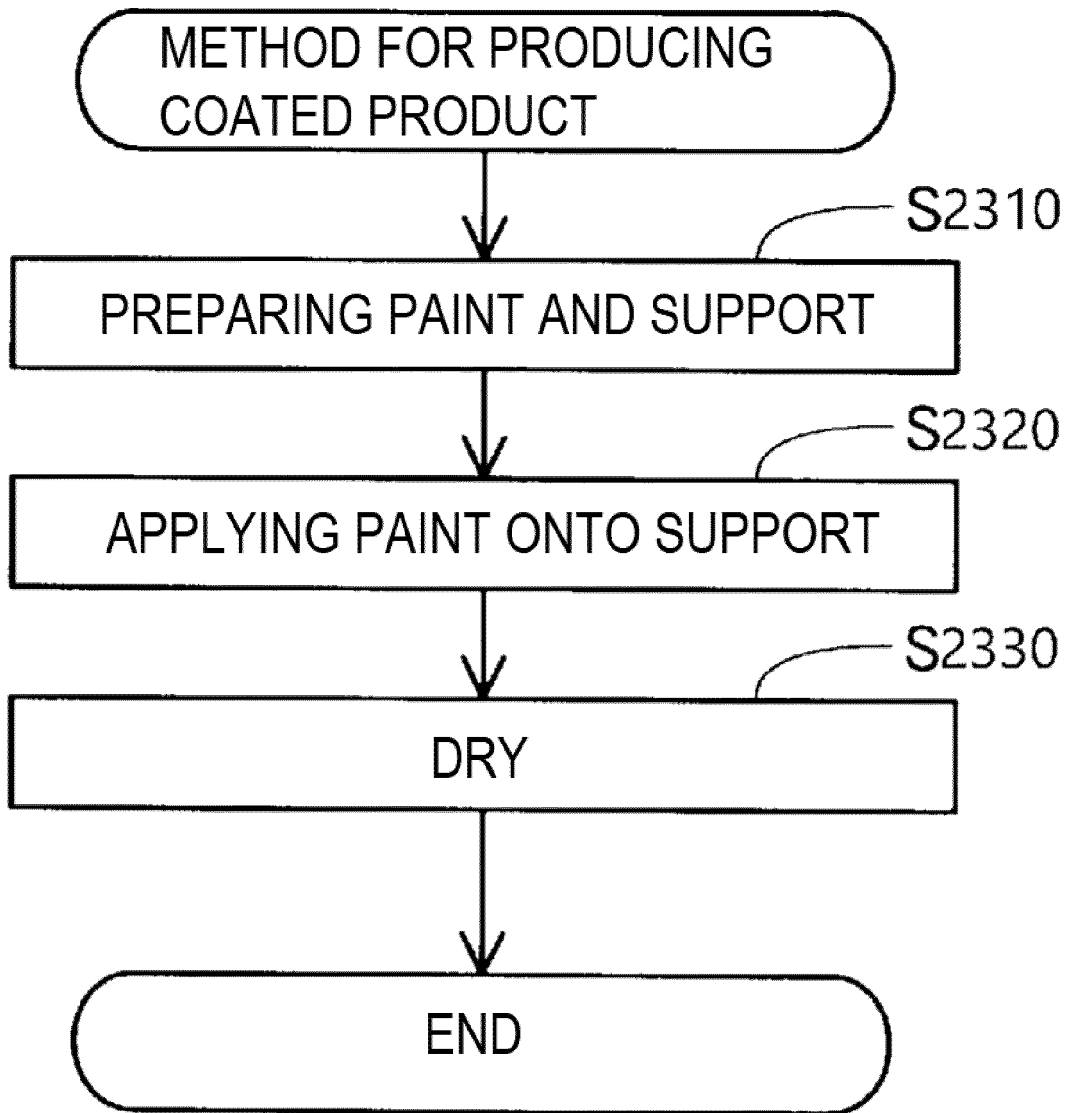 METHOD FOR PRODUCING
COATED PRODUCT
S2310
PREPARING PAINT AND SUPPORT
S2320
APPLYING PAINT ONTO SUPPORT
S2330
DRY
END